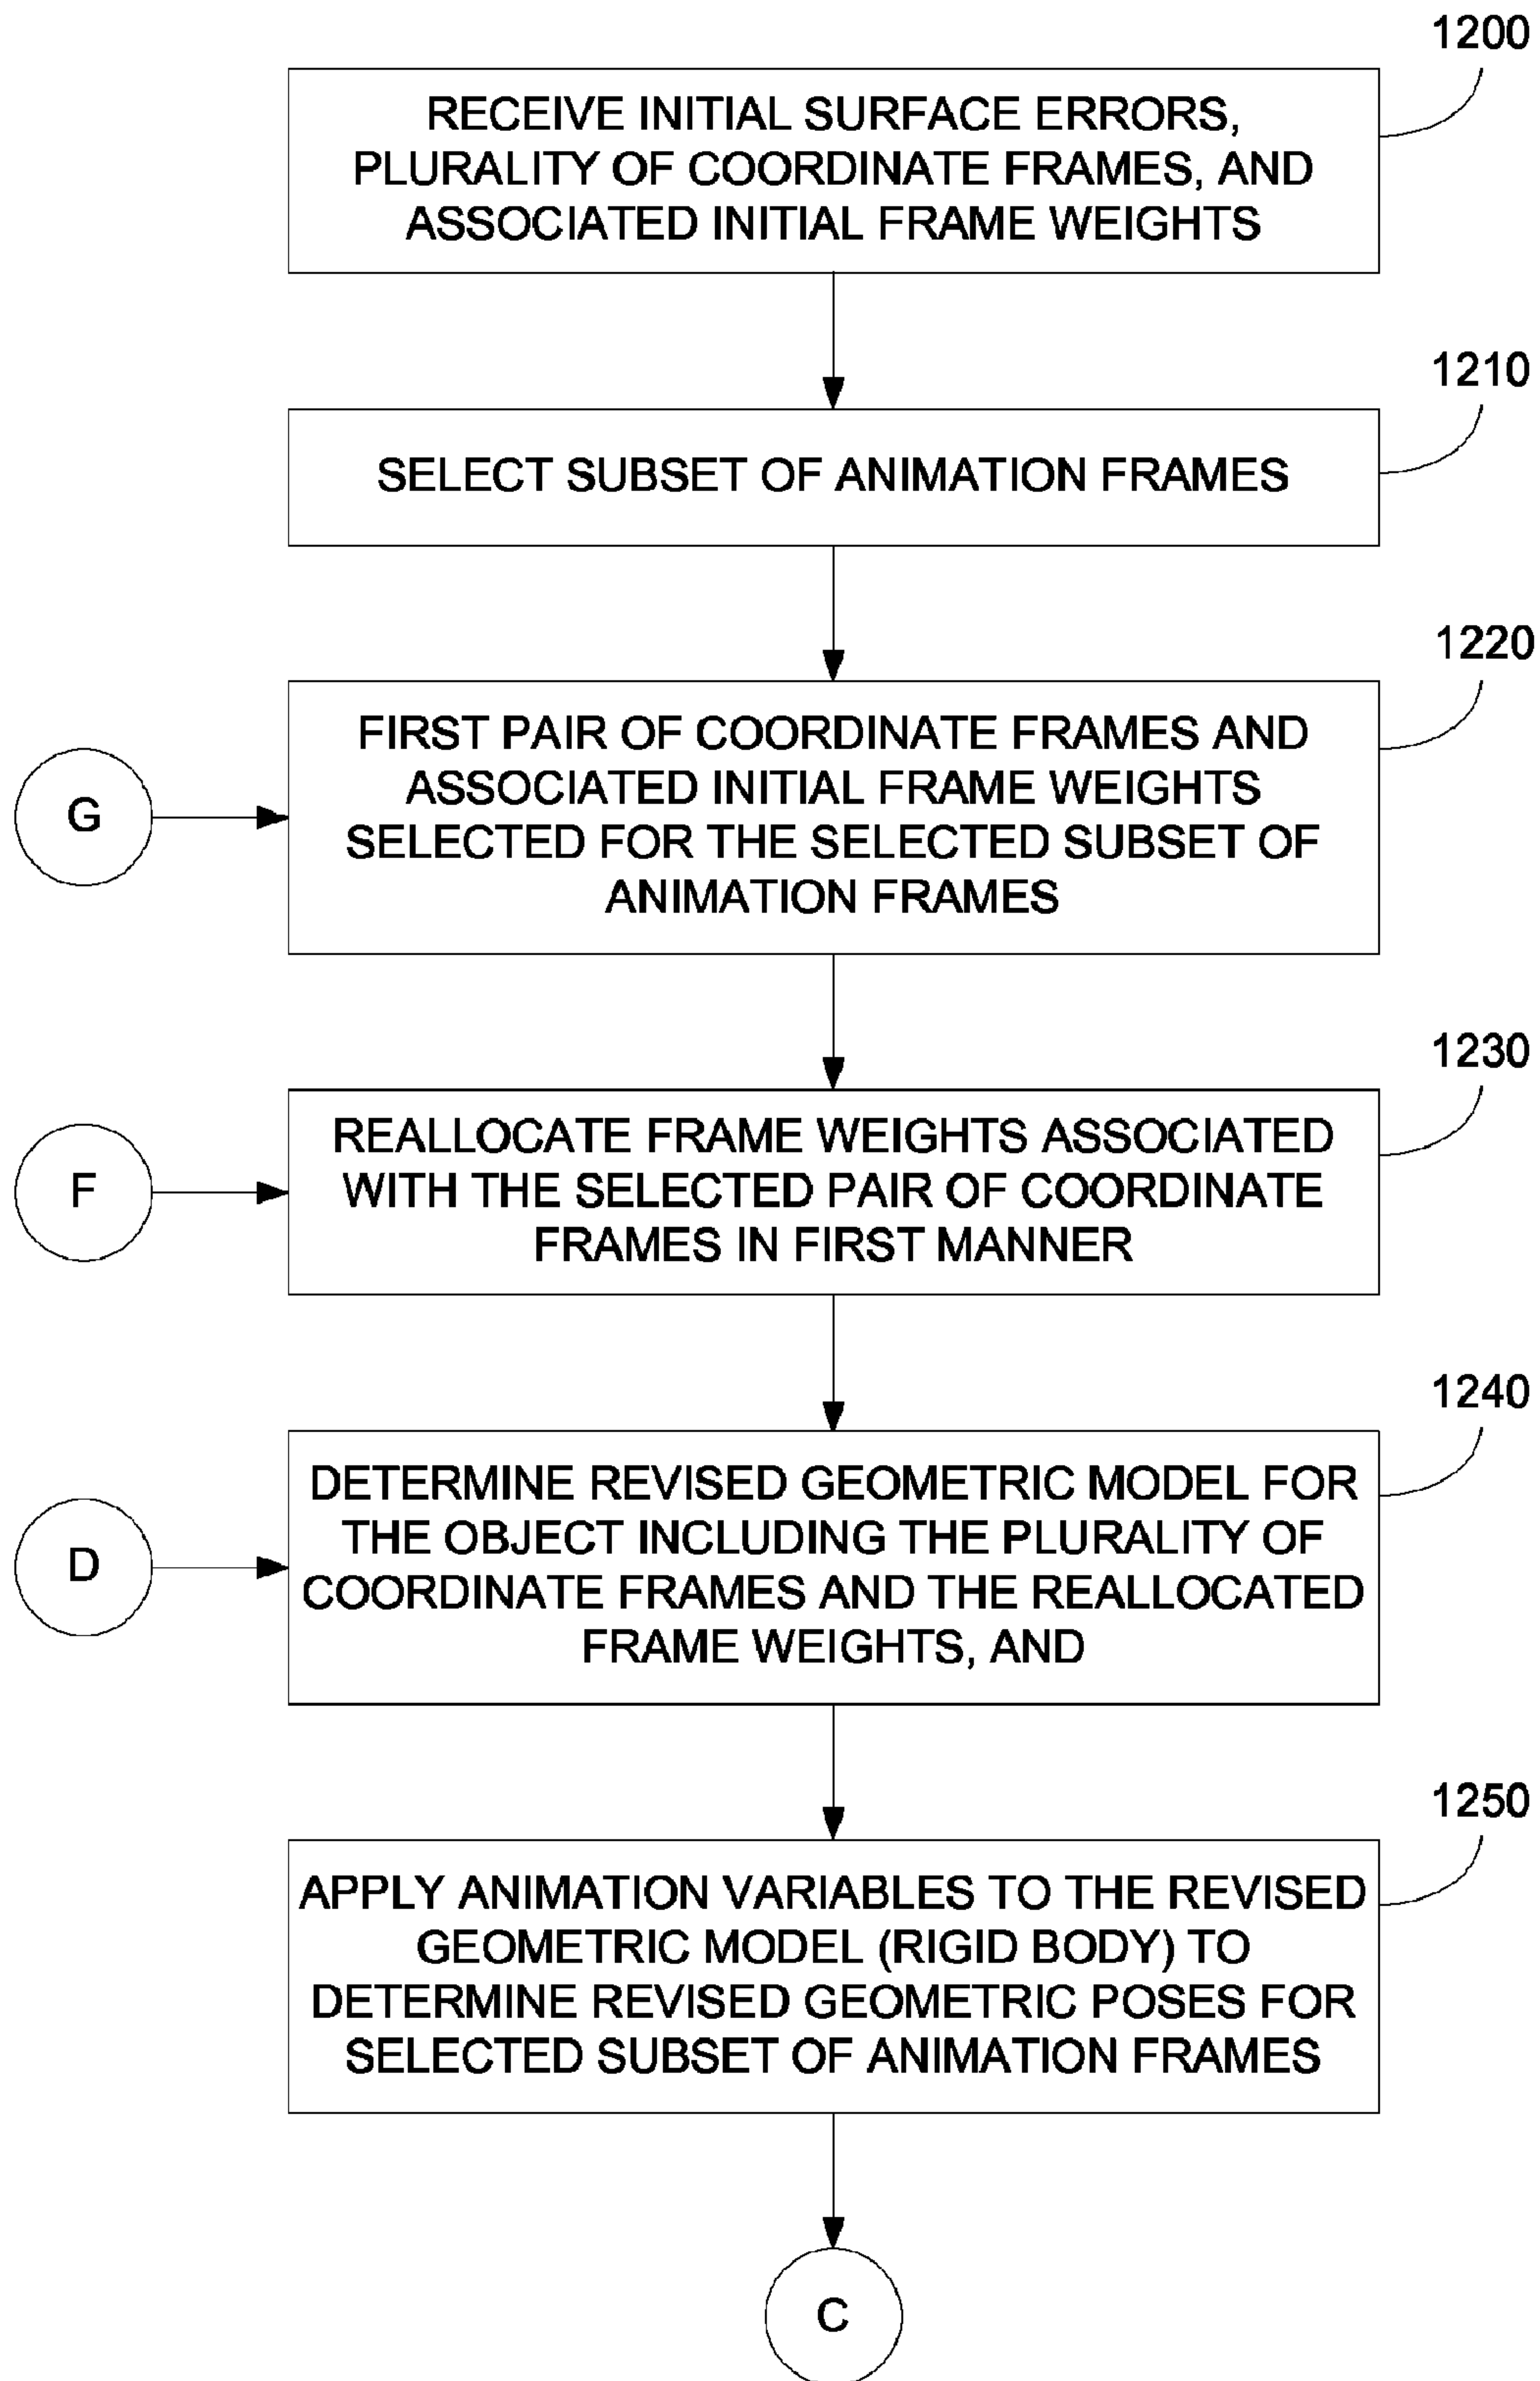 1200
RECEIVE INITIAL SURFACE ERRORS,
PLURALITY OF COORDINATE FRAMES, AND
ASSOCIATED INITIAL FRAME WEIGHTS
1210
SELECT SUBSET OF ANIMATION FRAMES
1220
FIRST PAIR OF COORDINATE FRAMES AND
ASSOCIATED INITIAL FRAME WEIGHTS
SELECTED FOR THE SELECTED SUBSET OF
ANIMATION FRAMES
G
1230
REALLOCATE FRAME WEIGHTS ASSOCIATED
WITH THE SELECTED PAIR OF COORDINATE
FRAMES IN FIRST MANNER
F
1240
DETERMINE REVISED GEOMETRIC MODEL FOR
THE OBJECT INCLUDING THE PLURALITY OF
COORDINATE FRAMES AND THE REALLOCATED
FRAME WEIGHTS, AND
D
1250
APPLY ANIMATION VARIABLES TO THE REVISED
GEOMETRIC MODEL (RIGID BODY) TO
DETERMINE REVISED GEOMETRIC POSES FOR
SELECTED SUBSET OF ANIMATION FRAMES
C